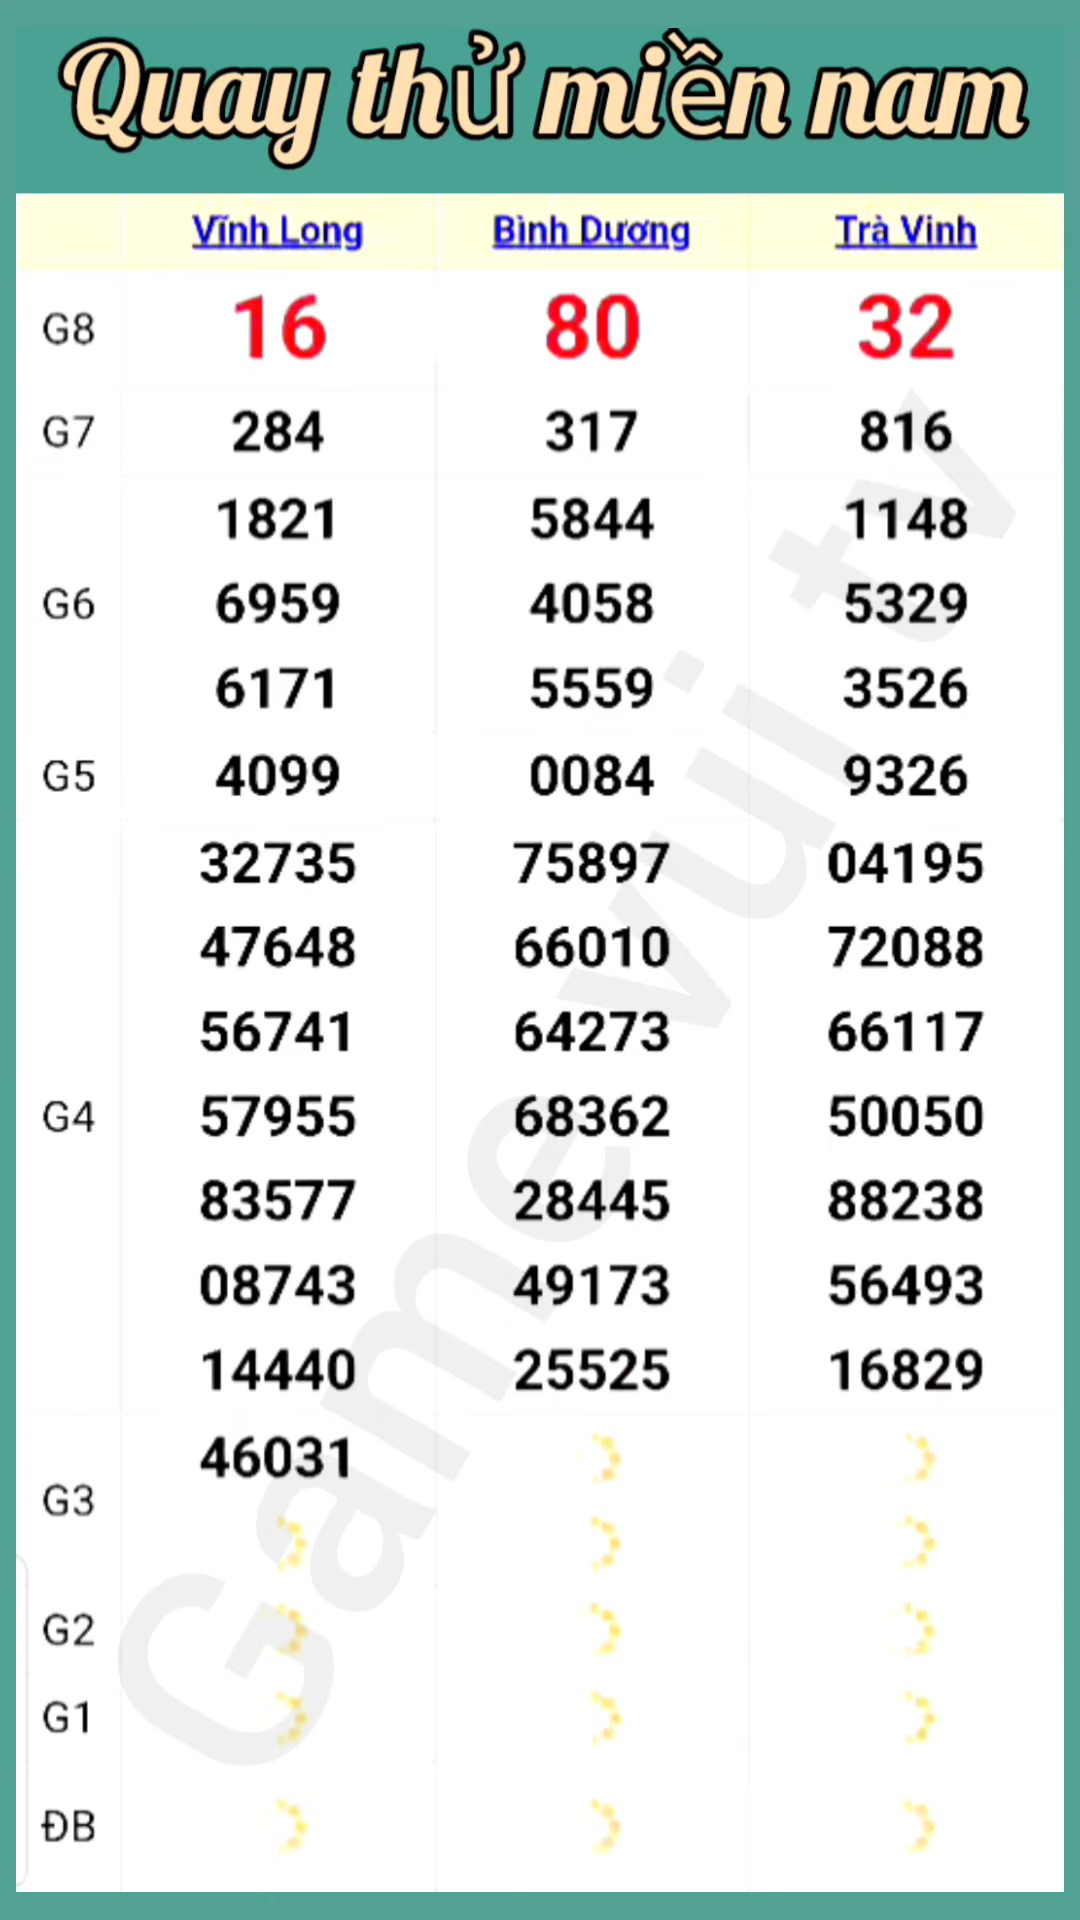 Quay thử miền nam
Vĩnh Long Bình Dương Trà Vinh
G8 16 80 32
G7 284 317 816
1821 5844 1148
G6 6959 4058 5329
6171 5559 3526
G5 4099 0084 9326
32735 75897 04195
47648 66010 72088
56741 64273 66117
G4 57955 68362 50050
83577 28445 88238
08743 49173 56493
14440 25525 16829
46031
G3
G2
G1
ĐB
Game vui tv